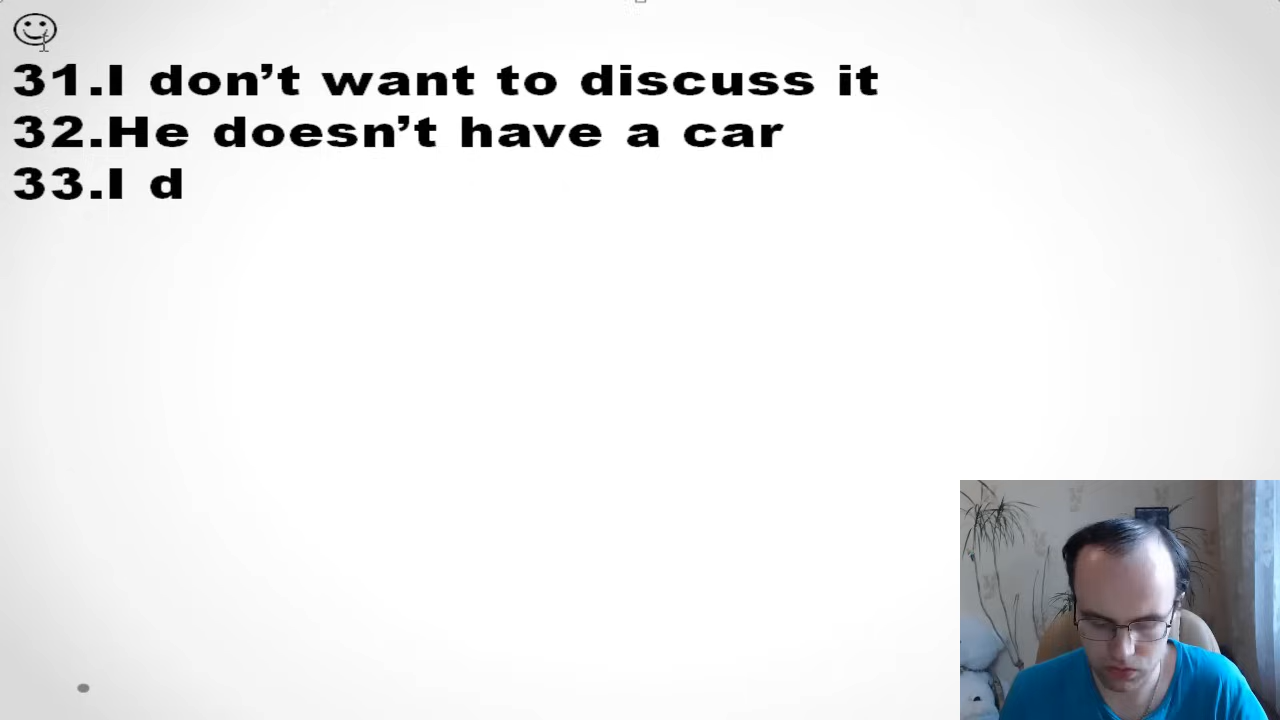 31.I don’t want to discuss it
32.He doesn’t have a car
33.I d